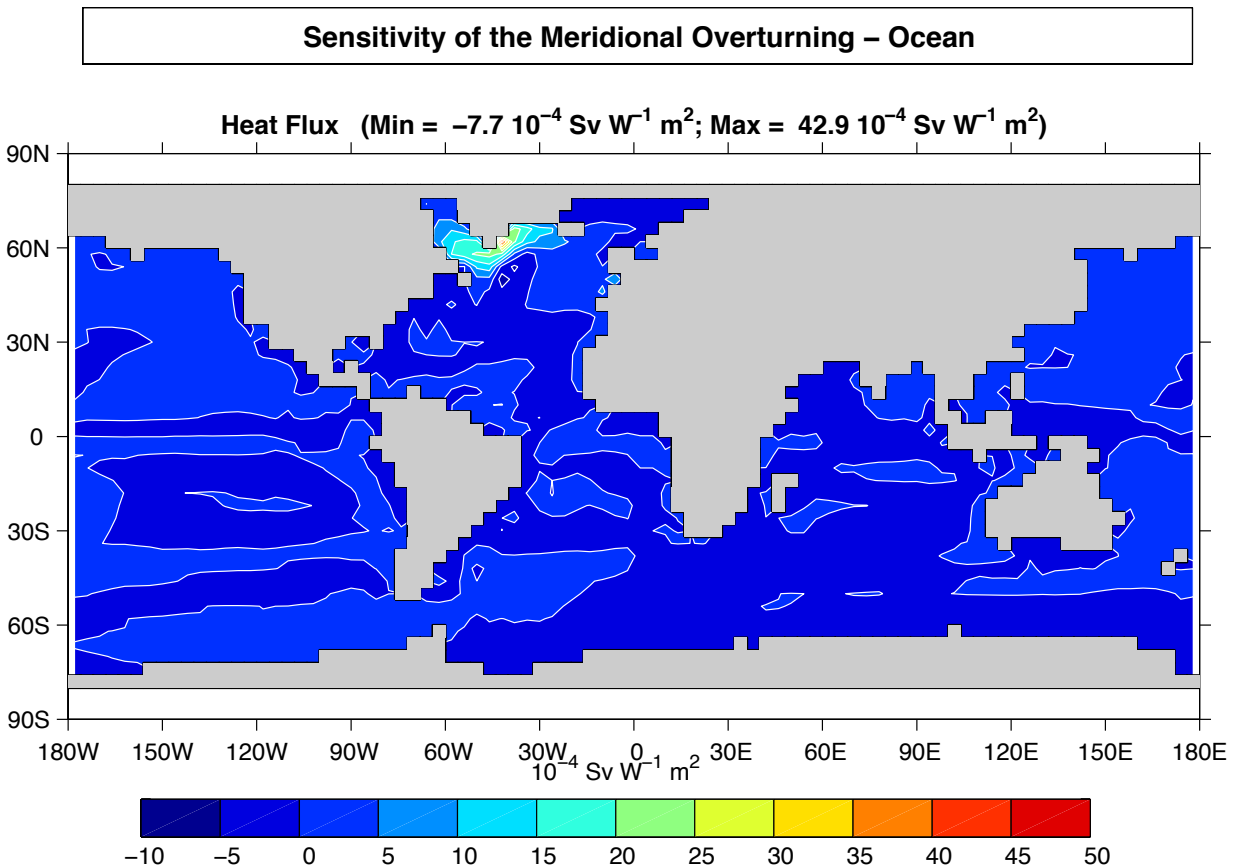 Sensitivity of the Meridional Overturning – Ocean
Heat Flux (Min = −7.7 10⁻⁴ Sv W⁻¹ m²; Max = 42.9 10⁻⁴ Sv W⁻¹ m²)
90N
60N
30N
0
30S
60S
90S
180W 150W 120W 90W 60W 30W 0 30E 60E 90E 120E 150E 180E
10⁻⁴ Sv W⁻¹ m²
−10 −5 0 5 10 15 20 25 30 35 40 45 50